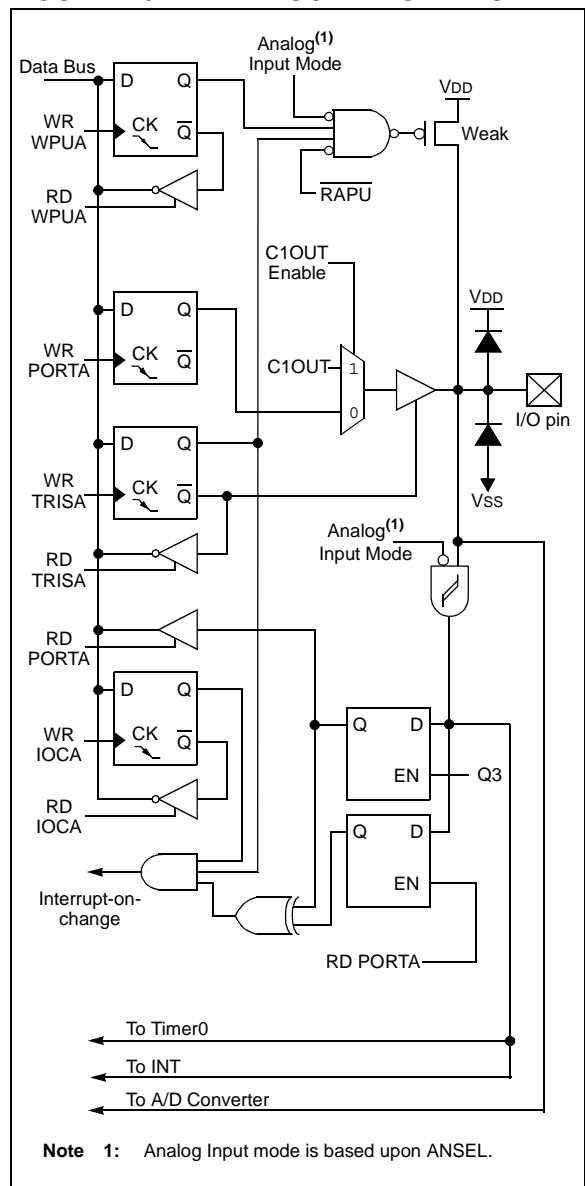 Analog(1)
Input Mode
Data Bus
D Q
VDD
WR
WPUA
CK Q
Weak
RD
WPUA
RAPU
C1OUT
Enable
D Q
VDD
WR
PORTA
CK Q
C1OUT
1
0
I/O pin
D Q
WR
TRISA
CK Q
VSS
Analog(1)
Input Mode
RD
TRISA
RD
PORTA
D Q
Q D
WR
IOCA
CK Q
EN
Q3
RD
IOCA
Q D
Interrupt-on-
change
EN
RD PORTA
To Timer0
To INT
To A/D Converter
Note 1: Analog Input mode is based upon ANSEL.